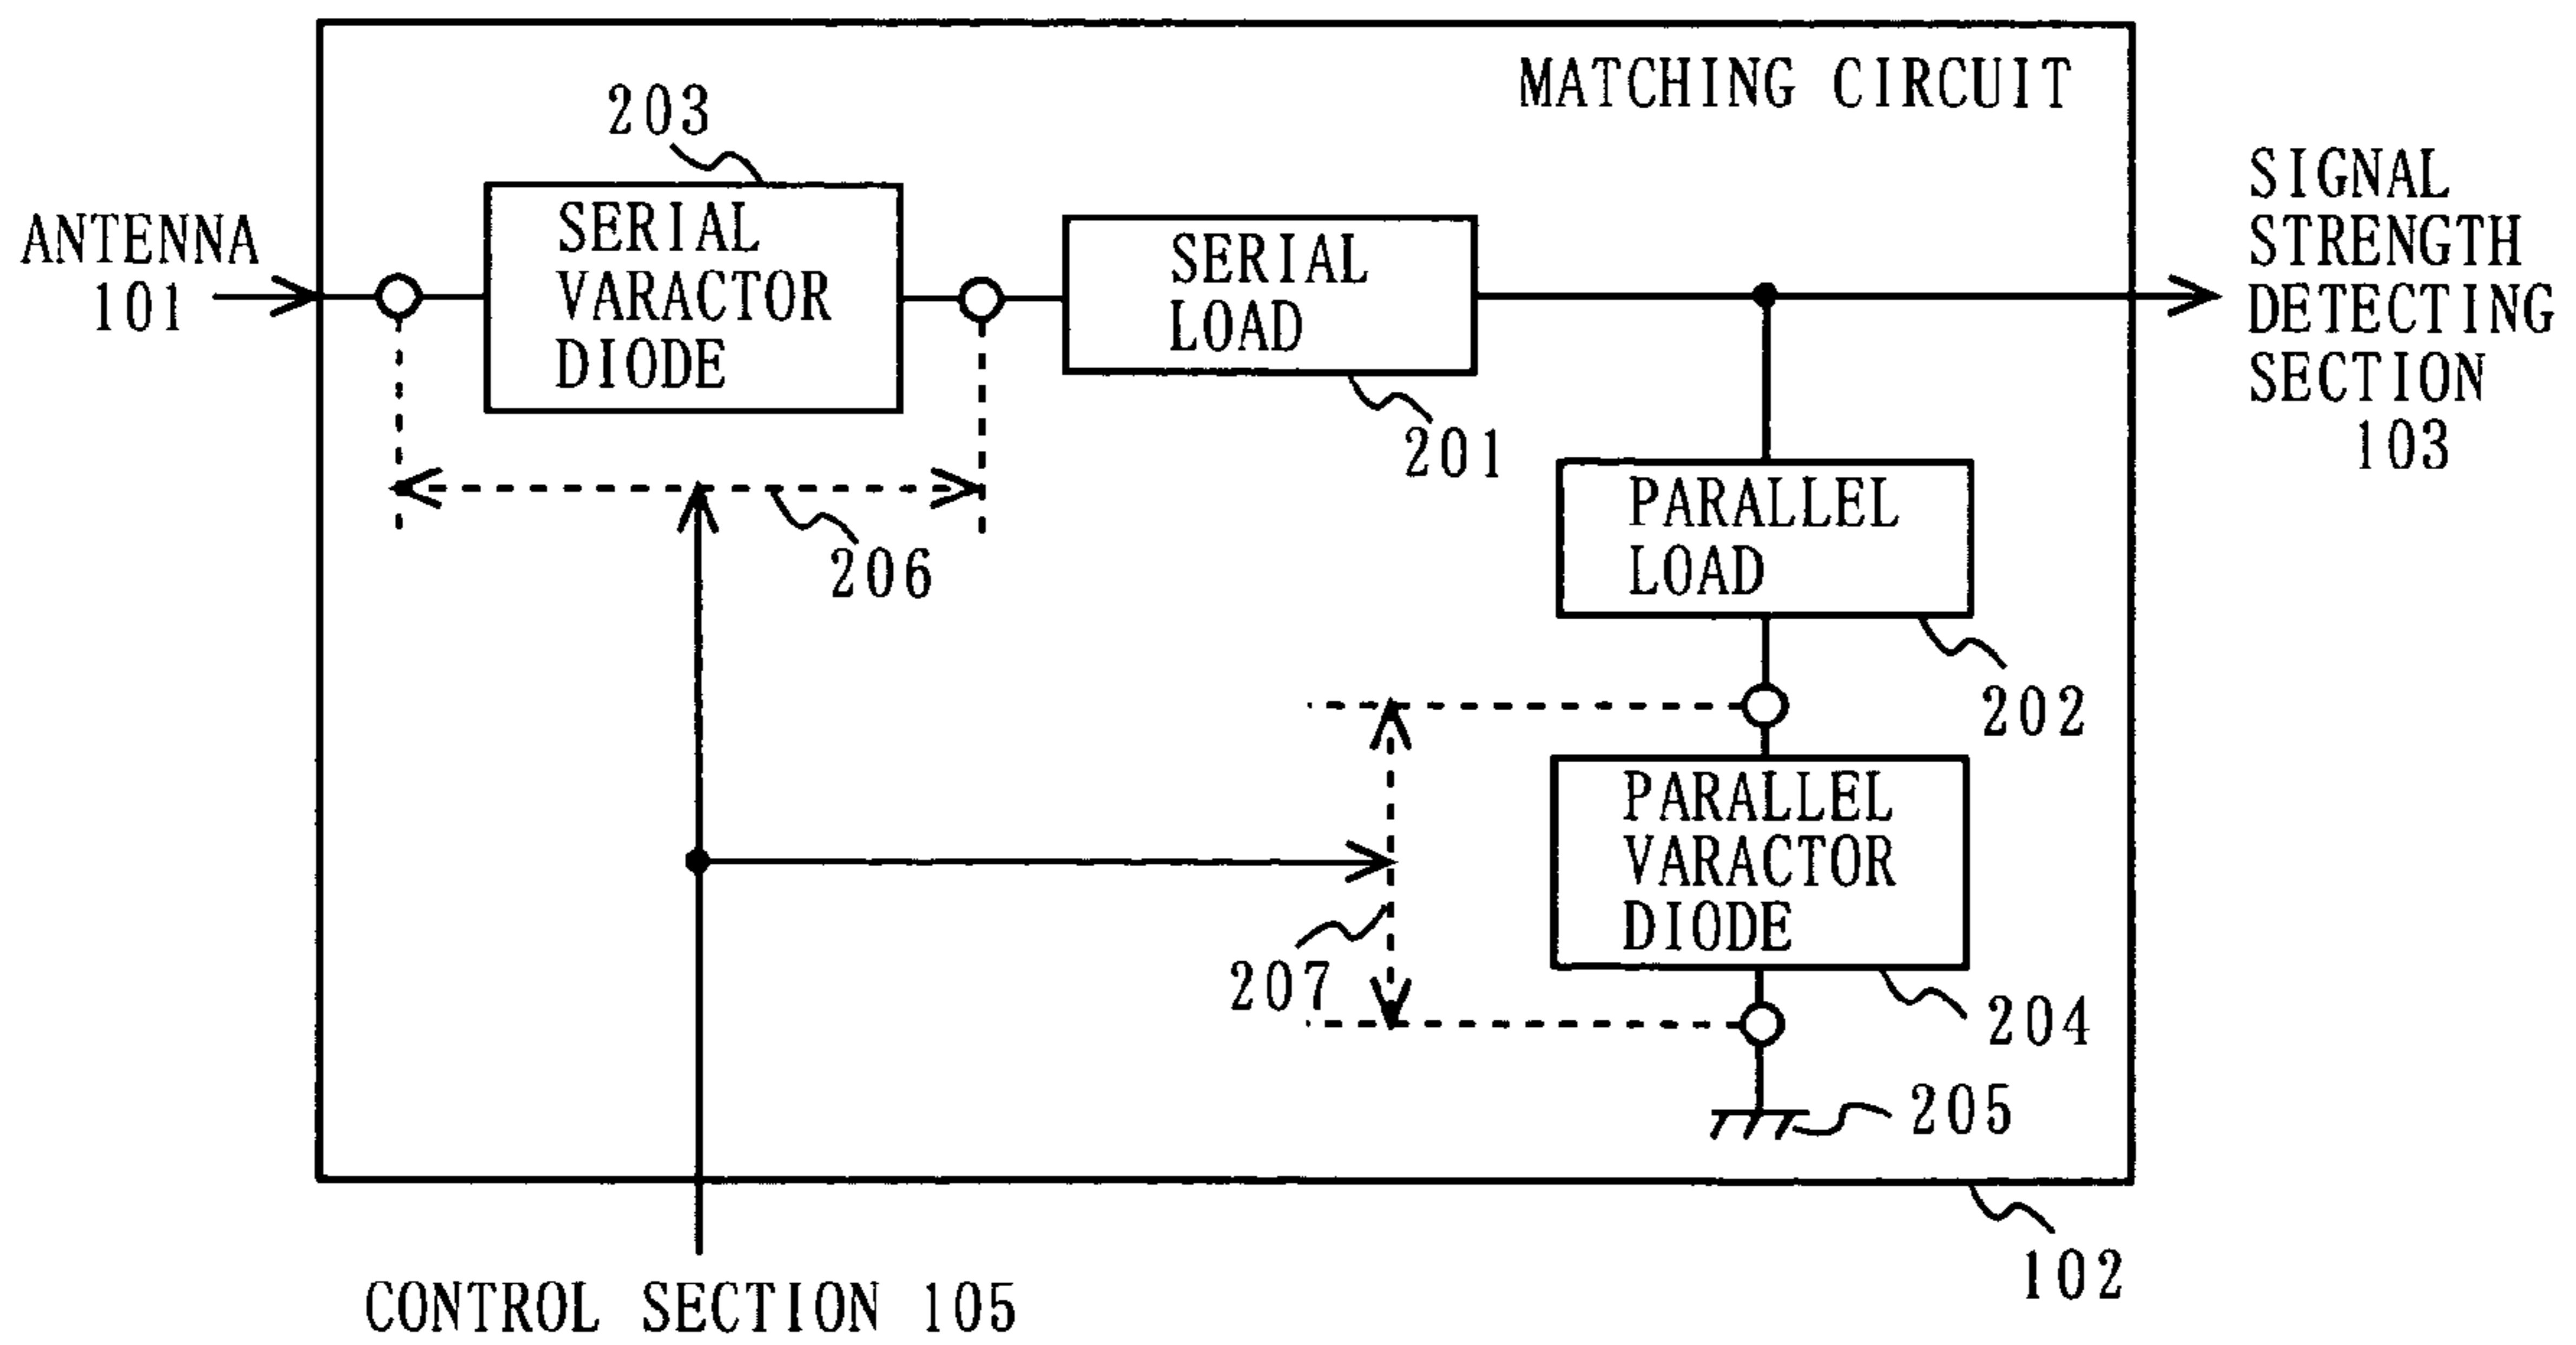 MATCHING CIRCUIT
203
ANTENNA
101
SERIAL
VARACTOR
DIODE
SERIAL
LOAD
201
SIGNAL
STRENGTH
DETECTING
SECTION
103
206
PARALLEL
LOAD
202
PARALLEL
VARACTOR
DIODE
207
204
205
102
CONTROL SECTION 105